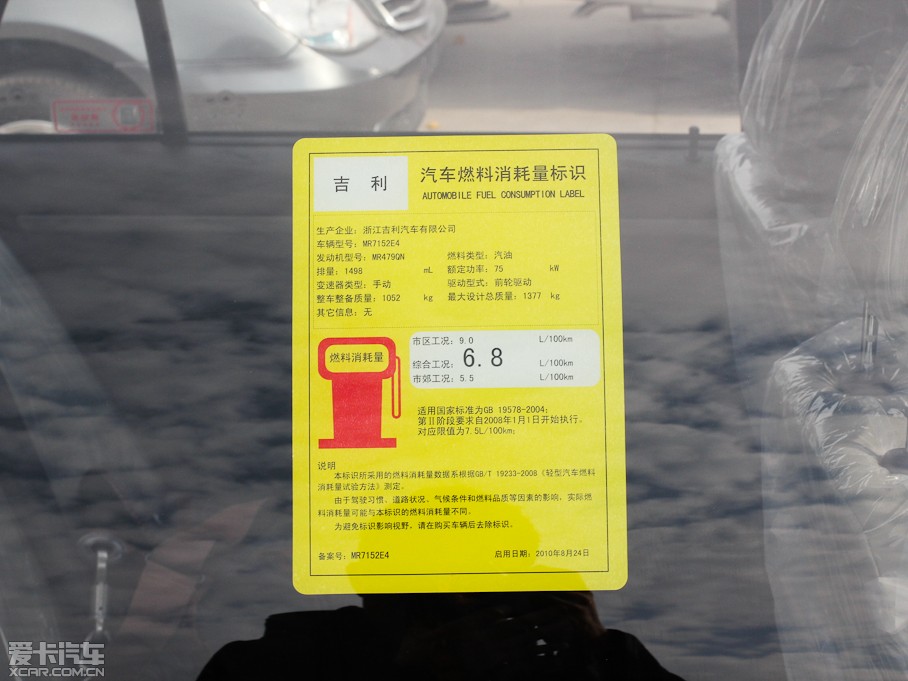 吉 利
汽车燃料消耗量标识
AUTOMOBILE FUEL CONSUMPTION LABEL
生产企业：浙江吉利汽车有限公司
车辆型号：MR7152E4
发动机型号：MR479QN 燃料类型：汽油
排量：1498 mL 额定功率：75 kW
变速器类型：手动 驱动型式：前轮驱动
整车整备质量：1052 kg 最大设计总质量：1377 kg
其它信息：无
燃料消耗量
市区工况：9.0 L/100km
综合工况：6.8 L/100km
市郊工况：5.5 L/100km
适用国家标准为GB 19578-2004；
第Ⅱ阶段要求自2008年1月1日开始执行，
对应限值为7.5L/100km；
说明
本标识所采用的燃料消耗量数据系根据GB/T 19233-2008《轻型汽车燃料
消耗量试验方法》测定。
由于驾驶习惯、道路状况、气候条件和燃料品质等因素的影响，实际燃
料消耗量可能与本标识的燃料消耗量不同。
为避免标识影响视野，请在购买车辆后去除标识。
备案号：MR7152E4 启用日期：2010年8月24日
爱卡汽车
XCAR.COM.CN